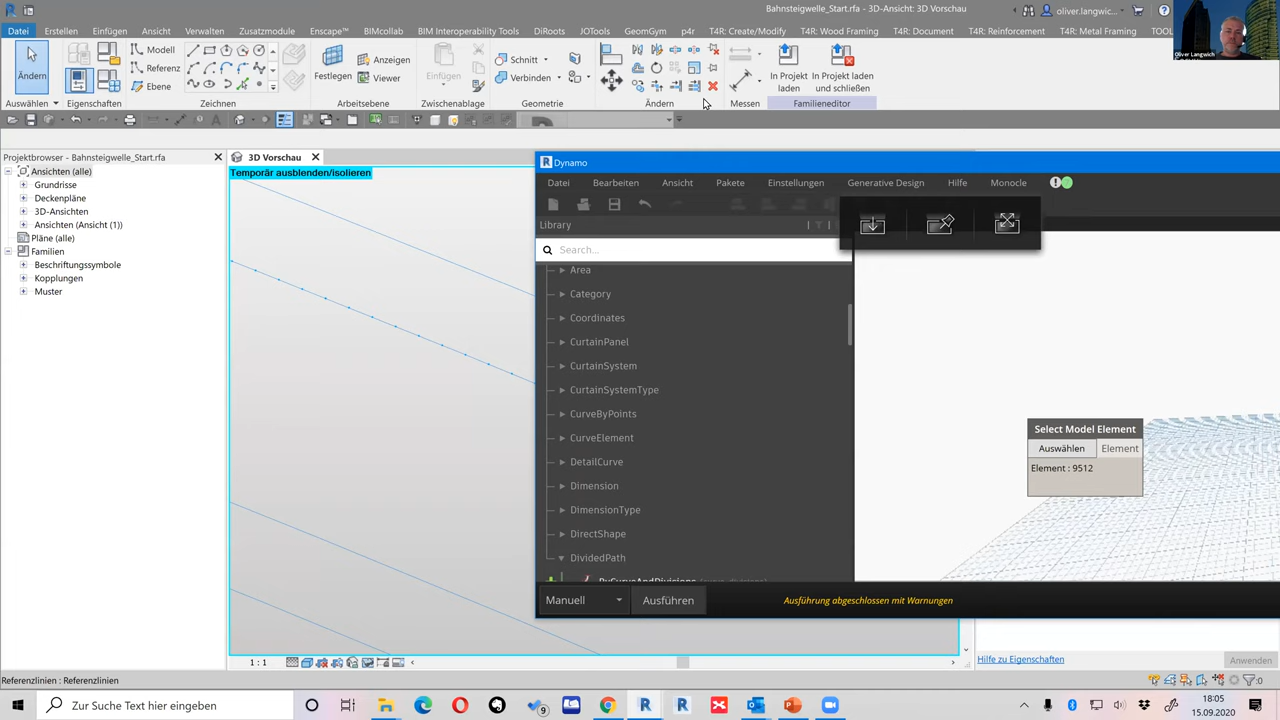 Bahnsteigwelle_Start.rfa - 3D-Ansicht: 3D Vorschau
oliver.langwic...
Datei Erstellen Einfügen Ansicht Verwalten Zusatzmodule Enscape™ BIMcollab BIM Interoperability Tools DiRoots JOTools GeomGym p4r T4R: Create/Modify T4R: Wood Framing T4R: Document T4R: Reinforcement T4R: Metal Framing TOOL
Oliver Langwich
Ändern
Modell
Referenz
Ebene
Festlegen
Anzeigen
Viewer
Einfügen
Schnitt
Verbinden
In Projekt laden
In Projekt laden und schließen
Auswählen Eigenschaften Zeichnen Arbeitsebene Zwischenablage Geometrie Ändern Messen Familieneditor
Projektbrowser - Bahnsteigwelle_Start.rfa
3D Vorschau
Temporär ausblenden/isolieren
Ansichten (alle)
Grundrisse
Deckenpläne
3D-Ansichten
Ansichten (Ansicht (1))
Pläne (alle)
Familien
Beschriftungssymbole
Kopplungen
Muster
Dynamo
Datei Bearbeiten Ansicht Pakete Einstellungen Generative Design Hilfe Monocle
Library
Search...
Area
Category
Coordinates
CurtainPanel
CurtainSystem
CurtainSystemType
CurveByPoints
CurveElement
DetailCurve
Dimension
DimensionType
DirectShape
DividedPath
ByCurveAndDivisions
Select Model Element
Auswählen Element
Element : 9512
Manuell Ausführen Ausführung abgeschlossen mit Warnungen
1 : 1
Hilfe zu Eigenschaften
Anwenden
Referenzlinien : Referenzlinien
:0
Zur Suche Text hier eingeben
18:05
15.09.2020